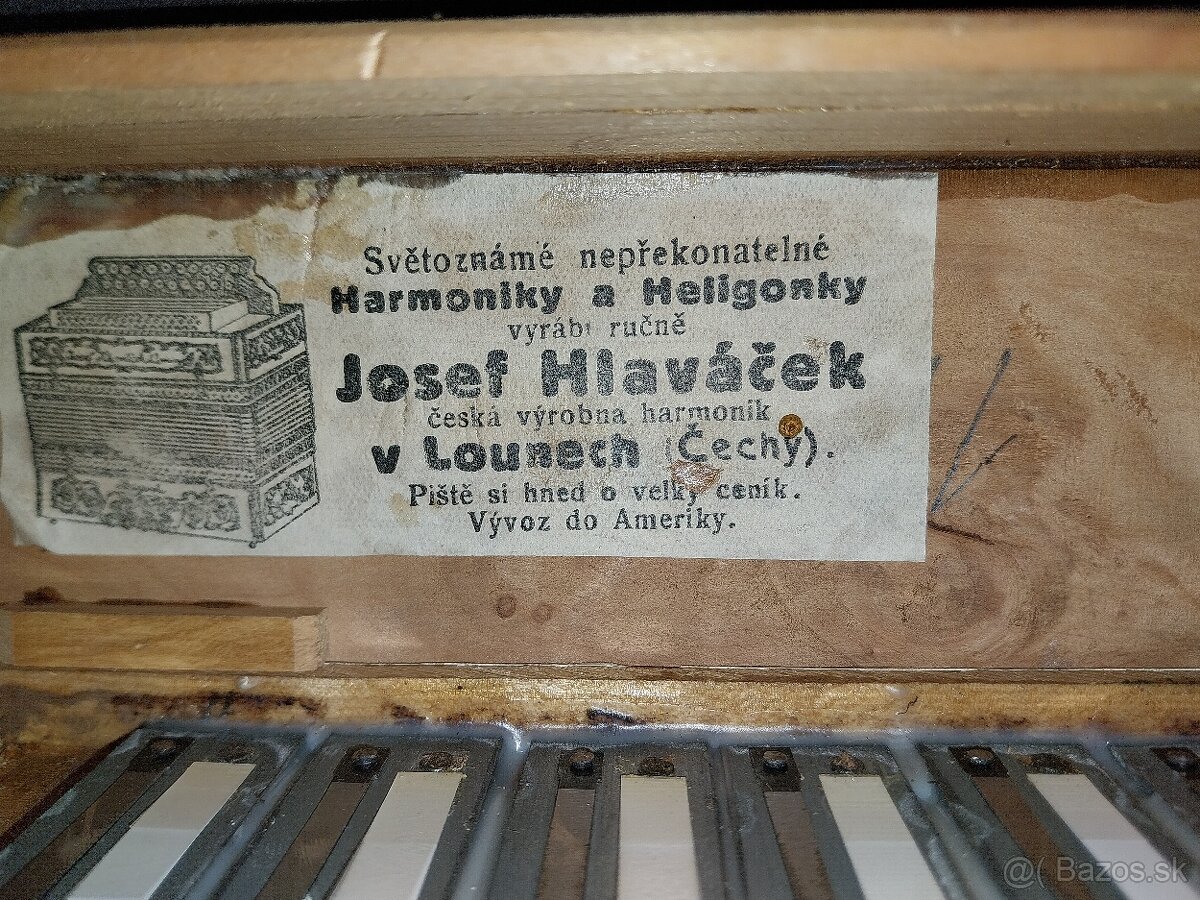 Světoznámé nepřekonatelné
Harmoniky a Heligonky
vyrábí ručně
Josef Hlaváček
česká výrobna harmonik
v Lounech (Čechy).
Piště si hned o velký ceník.
Vývoz do Ameriky.
@( Bazos.sk